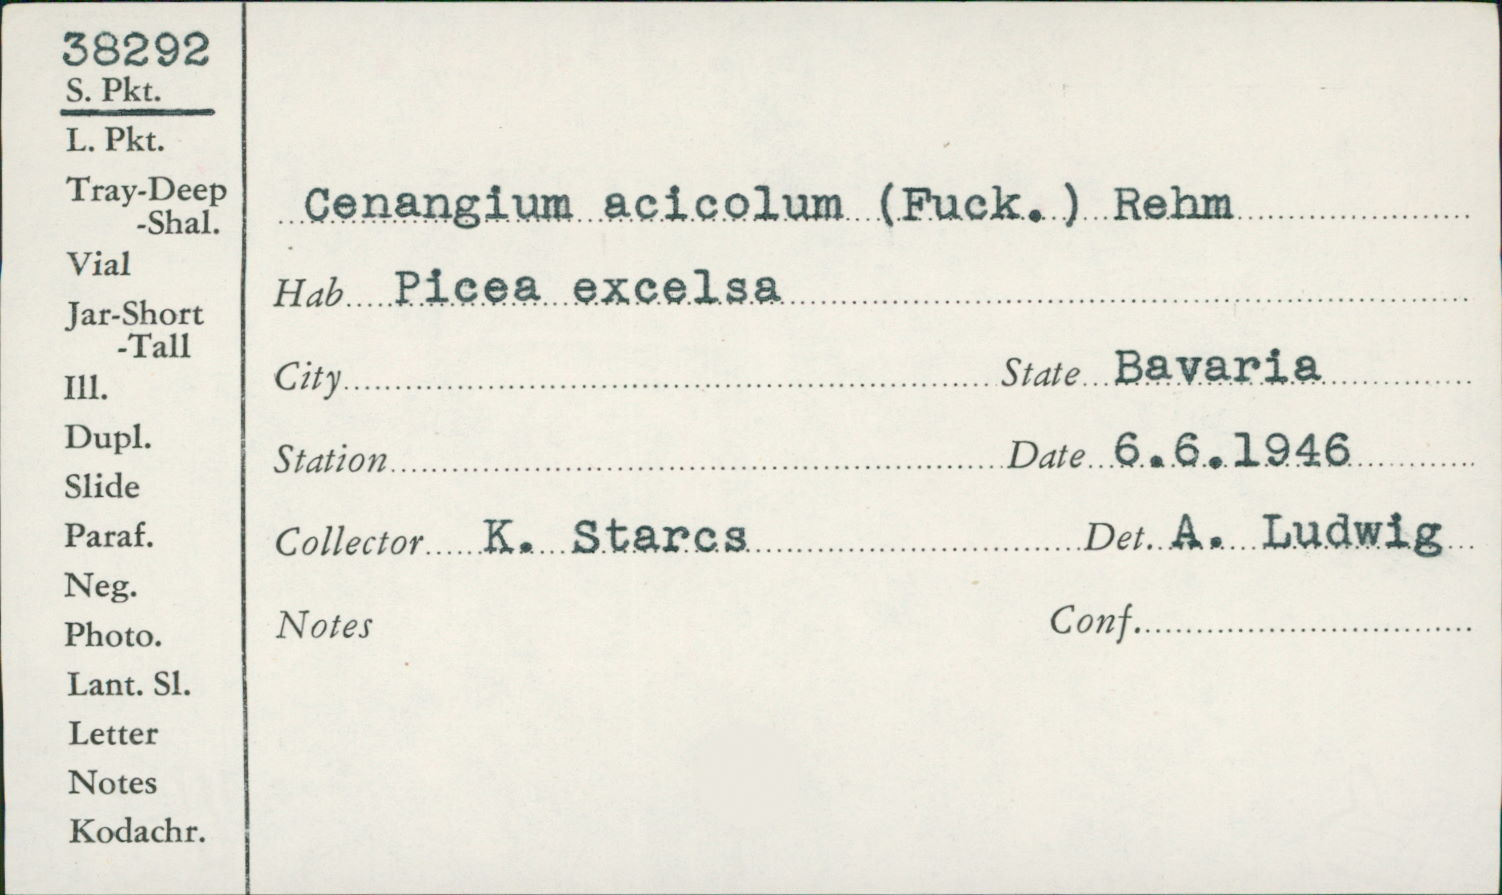 38292
S. Pkt.
L. Pkt.
Tray-Deep
-Shal.
Vial
Jar-Short
-Tall
Ill.
Dupl.
Slide
Paraf.
Neg.
Photo.
Lant. Sl.
Letter
Notes
Kodachr.
Cenangium acicolum (Fuck.) Rehm
Hab Picea excelsa
City State Bavaria
Station Date 6.6.1946
Collector K. Starcs Det. A. Ludwig
Notes Conf.